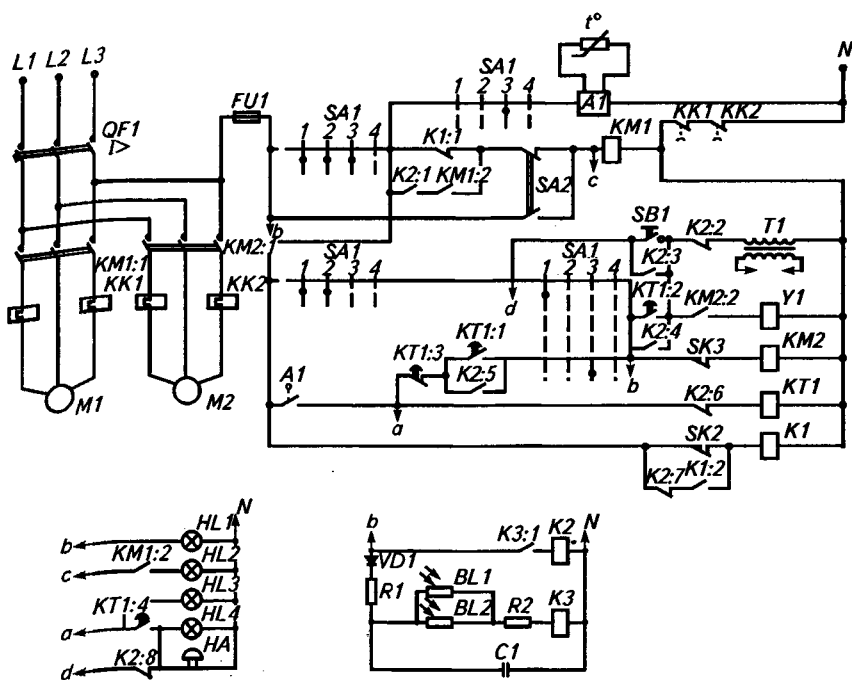 t°
N
L1 L2 L3
SA1
1 2 3 4
QF1
I>
FU1
A1
SA1
1 2 3 4
K1:1
KM1
KK1 KK2
K2:1 KM1:2
SA2
c
b
SB1
K2:2
T1
KM1:1
KM2:1
KK1
KK2
SA1
1 2 3 4
SA1
1 2 3 4
d
K2:3
KT1:2
KM2:2
Y1
K2:4
KT1:1
KT1:3
SK3
KM2
A1
K2:5
b
M1
M2
a
K2:6
KT1
SK2
K1
K2:7 K1:2
N
b
HL1
KM1:2
c
HL2
HL3
KT1:4
a
HL4
HA
d
K2:8
b
N
K3:1
K2
VD1
R1
BL1
BL2
R2
K3
C1